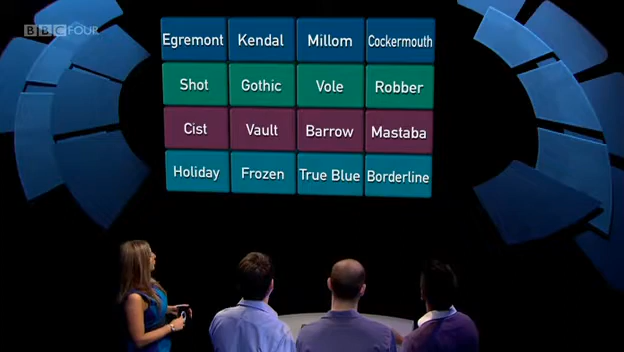 BBC FOUR
Egremont Kendal Millom Cockermouth
Shot Gothic Vole Robber
Cist Vault Barrow Mastaba
Holiday Frozen True Blue Borderline